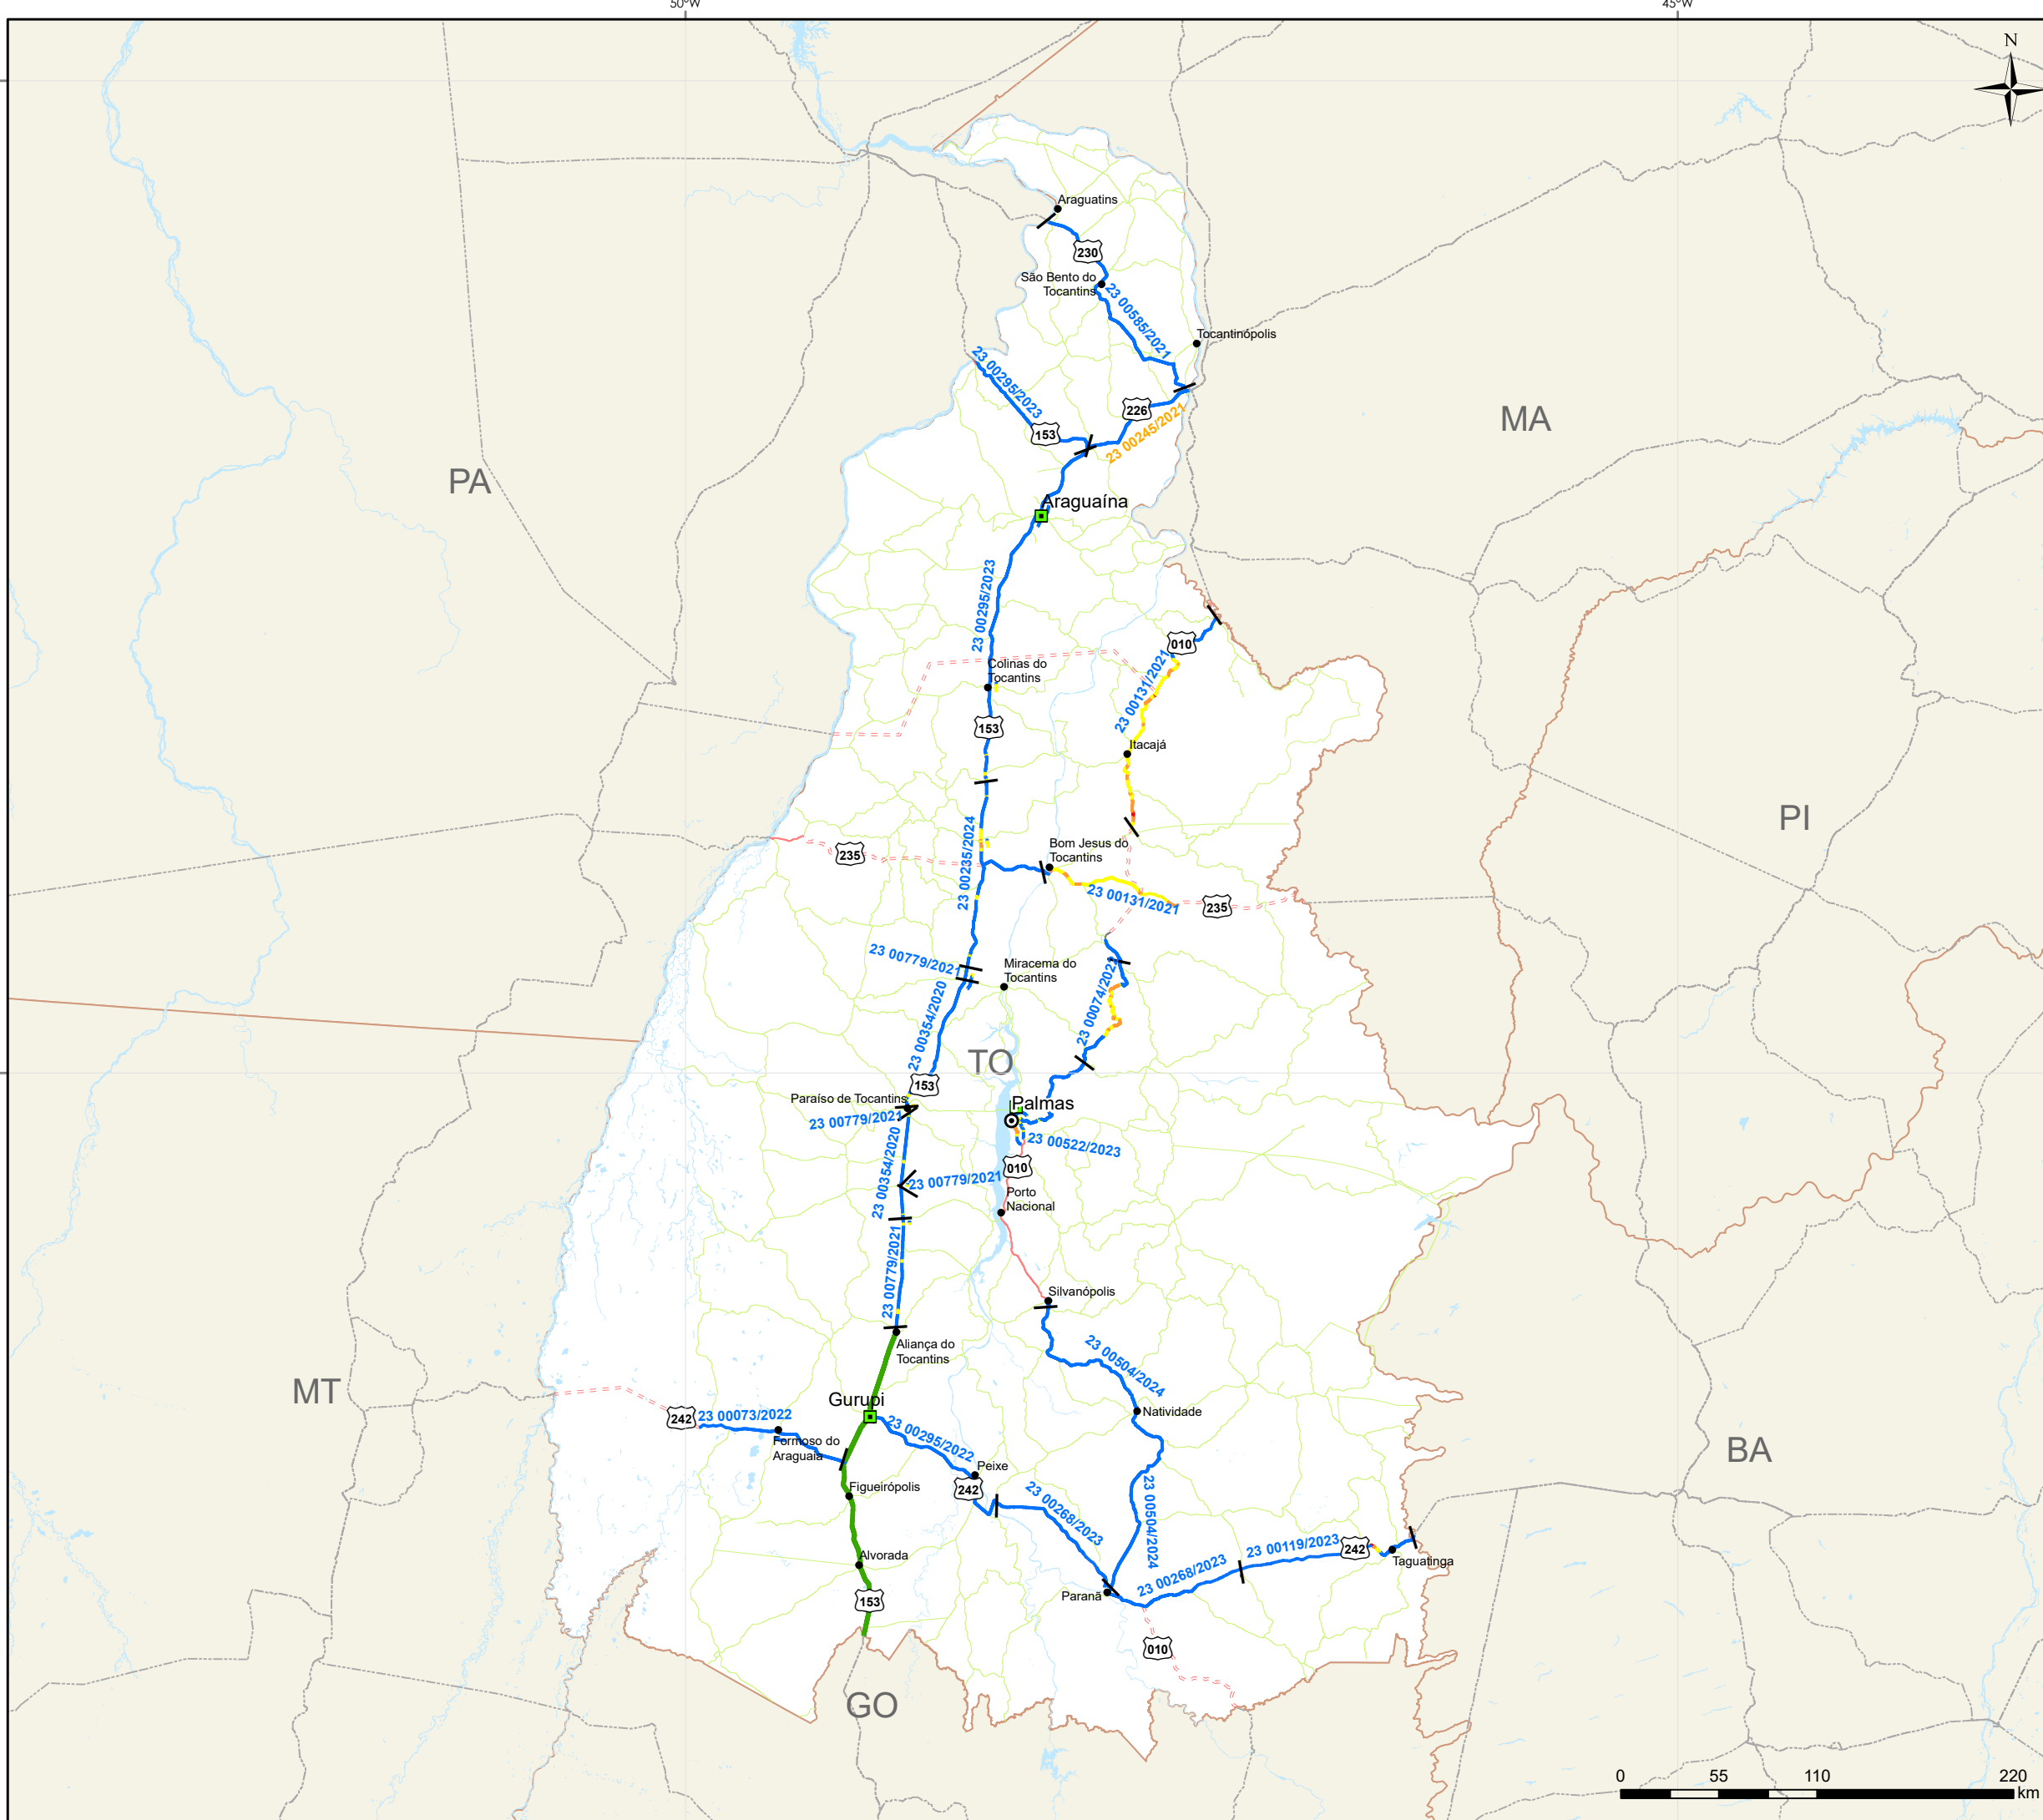 50°W
45°W
N
Araguatins
230
São Bento do
Tocantins
23 00585/2021
Tocantinópolis
23 00295/2023
226
153
23 00245/2021
MA
PA
Araguaína
23 00295/2023
010
23 00131/2021
Colinas do
Tocantins
153
Itacajá
PI
23 00235/2024
235
Bom Jesus do
Tocantins
23 00131/2021
235
23 00779/2021
Miracema do
Tocantins
23 00074/2022
23 00354/2020
TO
153
Paraíso de Tocantins
Palmas
23 00779/2021
23 00522/2023
23 00354/2020
010
23 00779/2021
Porto
Nacional
23 00779/2021
Silvanópolis
Aliança do
Tocantins
23 00504/2024
MT
Gurupi
242
23 00073/2022
Natividade
23 00295/2022
Formoso do
Araguaia
BA
Peixe
Figueirópolis
242
23 00268/2023
23 00504/2024
23 00119/2023
242
Taguatinga
Alvorada
23 00268/2023
Paranã
153
010
GO
0 55 110 220
km